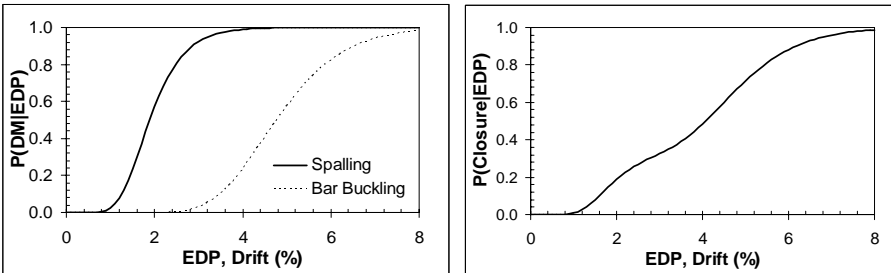 P(DM|EDP)
1.0
0.8
0.6
0.4
0.2
0.0
Spalling
Bar Buckling
0 2 4 6 8
EDP, Drift (%)
P(Closure|EDP)
1.0
0.8
0.6
0.4
0.2
0.0
0 2 4 6 8
EDP, Drift (%)